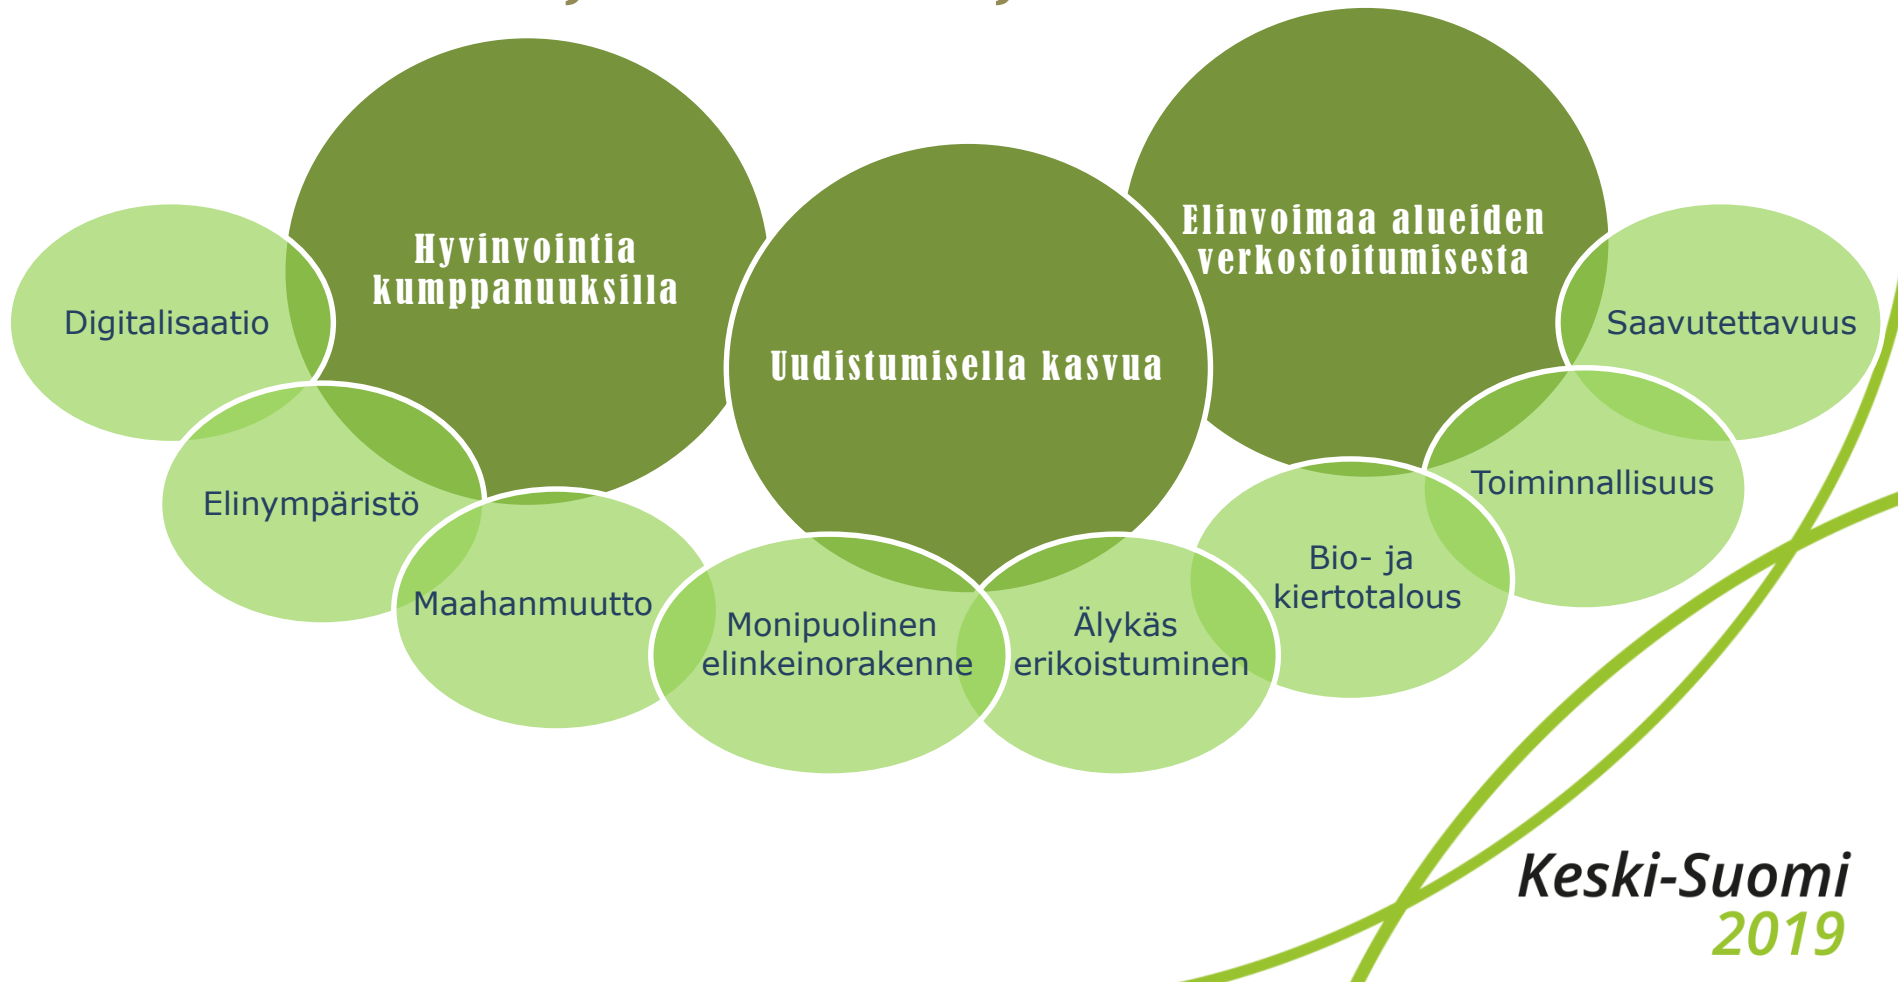 Hyvinvointia
kumppanuuksilla
Uudistumisella kasvua
Elinvoimaa alueiden
verkostoitumisesta
Digitalisaatio
Elinympäristö
Maahanmuutto
Monipuolinen
elinkeinorakenne
Älykäs
erikoistuminen
Bio- ja
kiertotalous
Toiminnallisuus
Saavutettavuus
Keski-Suomi
2019